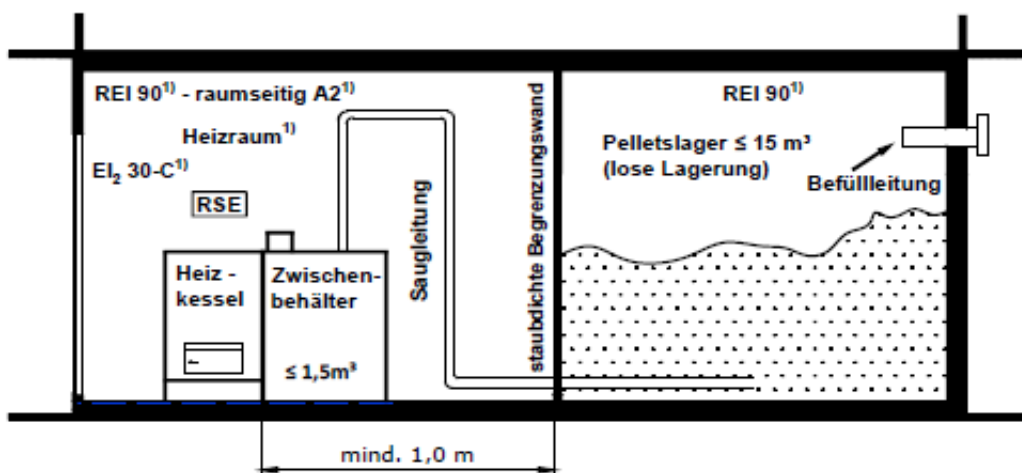 REI 90¹⁾ - raumseitig A2¹⁾
Heizraum¹⁾
EI₂ 30-C¹⁾
RSE
Heiz -
kessel
Zwischen-
behälter
≤ 1,5m³
Saugleitung
staubdichte Begrenzungswand
REI 90¹⁾
Pelletslager ≤ 15 m³
(lose Lagerung)
Befüllleitung
mind. 1,0 m